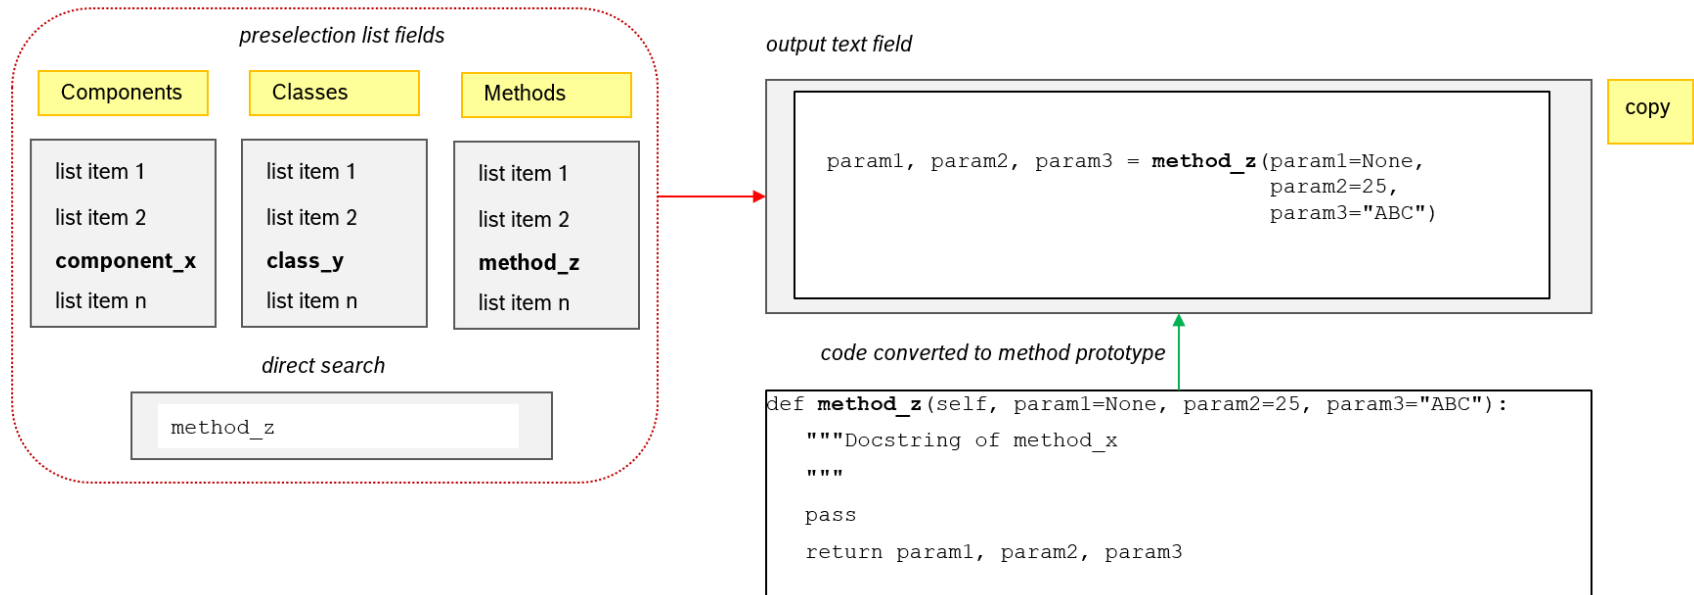 preselection list fields
Components
Classes
Methods
list item 1
list item 2
component_x
list item n
list item 1
list item 2
class_y
list item n
list item 1
list item 2
method_z
list item n
direct search
method_z
output text field
copy
param1, param2, param3 = method_z(param1=None,
param2=25,
param3="ABC")
code converted to method prototype
def method_z(self, param1=None, param2=25, param3="ABC"):
"""Docstring of method_x
"""
pass
return param1, param2, param3